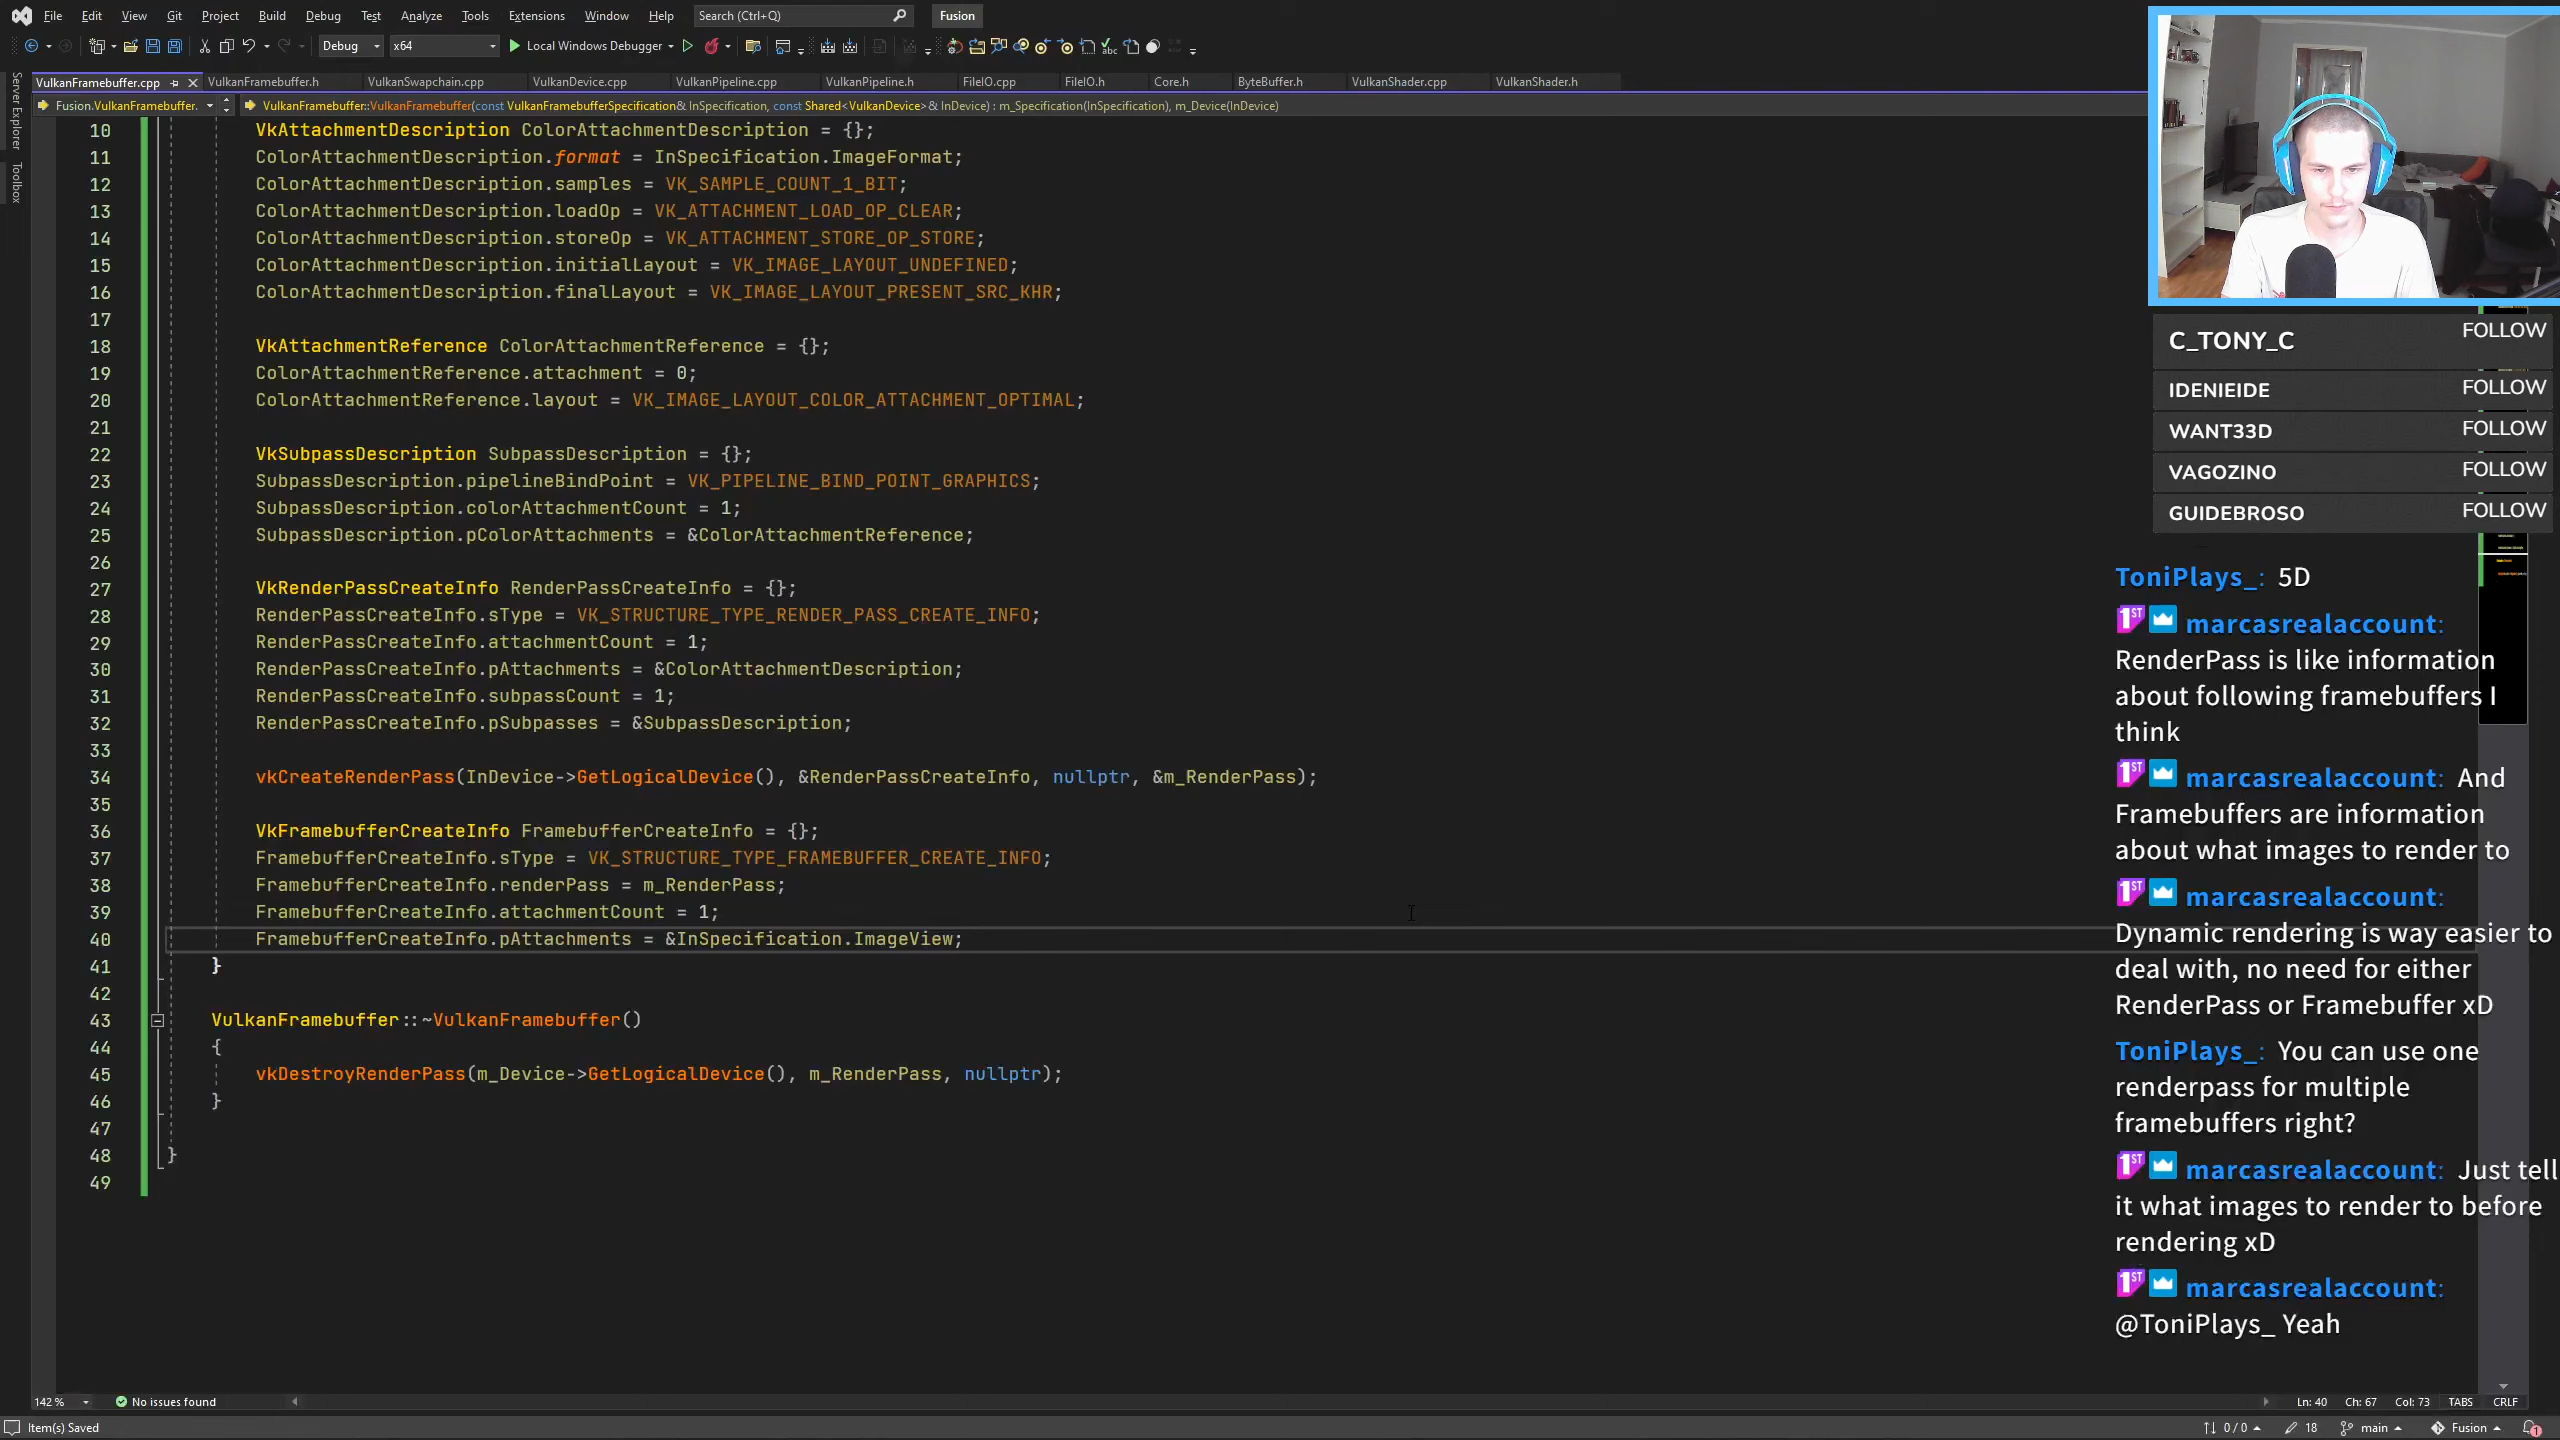 File Edit View Git Project Build Debug Test Analyze Tools Extensions Window Help Search (Ctrl+Q) Fusion
Debug x64 Local Windows Debugger
VulkanFramebuffer.cpp VulkanFramebuffer.h VulkanSwapchain.cpp VulkanDevice.cpp VulkanPipeline.cpp VulkanPipeline.h FileIO.cpp FileIO.h Core.h ByteBuffer.h VulkanShader.cpp VulkanShader.h
Fusion.VulkanFramebuffer. VulkanFramebuffer::VulkanFramebuffer(const VulkanFramebufferSpecification& InSpecification, const Shared<VulkanDevice>& InDevice) : m_Specification(InSpecification), m_Device(InDevice)
Server Explorer
Toolbox
10 VkAttachmentDescription ColorAttachmentDescription = {};
11 ColorAttachmentDescription.format = InSpecification.ImageFormat;
12 ColorAttachmentDescription.samples = VK_SAMPLE_COUNT_1_BIT;
13 ColorAttachmentDescription.loadOp = VK_ATTACHMENT_LOAD_OP_CLEAR;
14 ColorAttachmentDescription.storeOp = VK_ATTACHMENT_STORE_OP_STORE;
15 ColorAttachmentDescription.initialLayout = VK_IMAGE_LAYOUT_UNDEFINED;
16 ColorAttachmentDescription.finalLayout = VK_IMAGE_LAYOUT_PRESENT_SRC_KHR;
17
18 VkAttachmentReference ColorAttachmentReference = {};
19 ColorAttachmentReference.attachment = 0;
20 ColorAttachmentReference.layout = VK_IMAGE_LAYOUT_COLOR_ATTACHMENT_OPTIMAL;
21
22 VkSubpassDescription SubpassDescription = {};
23 SubpassDescription.pipelineBindPoint = VK_PIPELINE_BIND_POINT_GRAPHICS;
24 SubpassDescription.colorAttachmentCount = 1;
25 SubpassDescription.pColorAttachments = &ColorAttachmentReference;
26
27 VkRenderPassCreateInfo RenderPassCreateInfo = {};
28 RenderPassCreateInfo.sType = VK_STRUCTURE_TYPE_RENDER_PASS_CREATE_INFO;
29 RenderPassCreateInfo.attachmentCount = 1;
30 RenderPassCreateInfo.pAttachments = &ColorAttachmentDescription;
31 RenderPassCreateInfo.subpassCount = 1;
32 RenderPassCreateInfo.pSubpasses = &SubpassDescription;
33
34 vkCreateRenderPass(InDevice->GetLogicalDevice(), &RenderPassCreateInfo, nullptr, &m_RenderPass);
35
36 VkFramebufferCreateInfo FramebufferCreateInfo = {};
37 FramebufferCreateInfo.sType = VK_STRUCTURE_TYPE_FRAMEBUFFER_CREATE_INFO;
38 FramebufferCreateInfo.renderPass = m_RenderPass;
39 FramebufferCreateInfo.attachmentCount = 1;
40 FramebufferCreateInfo.pAttachments = &InSpecification.ImageView;
41 }
42
43 VulkanFramebuffer::~VulkanFramebuffer()
44 {
45 vkDestroyRenderPass(m_Device->GetLogicalDevice(), m_RenderPass, nullptr);
46 }
47
48 }
49
C_TONY_C FOLLOW
IDENIEIDE FOLLOW
WANT33D FOLLOW
VAGOZINO FOLLOW
GUIDEBROSO FOLLOW
ToniPlays_: 5D
1ST marcasrealaccount:
RenderPass is like information
about following framebuffers I
think
1ST marcasrealaccount: And
Framebuffers are information
about what images to render to
1ST marcasrealaccount:
Dynamic rendering is way easier to
deal with, no need for either
RenderPass or Framebuffer xD
ToniPlays_: You can use one
renderpass for multiple
framebuffers right?
1ST marcasrealaccount: Just tell
it what images to render to before
rendering xD
1ST marcasrealaccount:
@ToniPlays_ Yeah
142 % No issues found Ln: 40 Ch: 67 Col: 73 TABS CRLF
Item(s) Saved 0 / 0 18 main Fusion 1